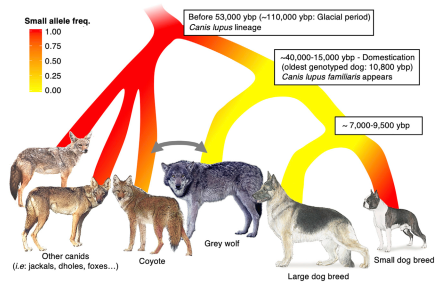 Small allele freq.
1.00
0.75
0.50
0.25
0.00
Before 53,000 ybp (~110,000 ybp: Glacial period)
Canis lupus lineage
~40,000-15,000 ybp - Domestication
(oldest genotyped dog: 10,800 ybp)
Canis lupus familiaris appears
~ 7,000-9,500 ybp
Other canids
(i.e: jackals, dholes, foxes…)
Coyote
Grey wolf
Large dog breed
Small dog breed